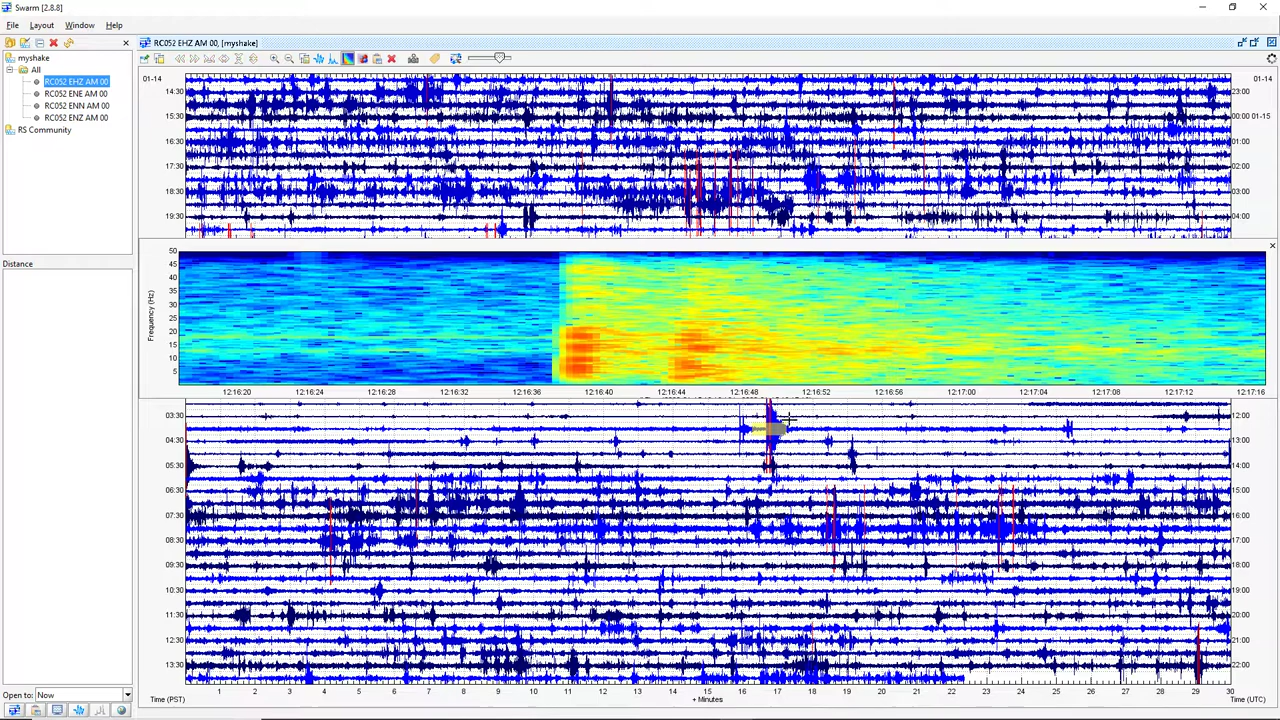 Swarm [2.8.8]
File Layout Window Help
myshake
All
RC052 EHZ AM 00
RC052 ENE AM 00
RC052 ENN AM 00
RC052 ENZ AM 00
RS Community
Distance
Open to: Now
RC052 EHZ AM 00, [myshake]
01-14 01-14
14:30 23:00
15:30 00:00 01-15
16:30 01:00
17:30 02:00
18:30 03:00
19:30 04:00
Frequency (Hz)
50
45
40
35
30
25
20
15
10
5
12:16:20 12:16:24 12:16:28 12:16:32 12:16:36 12:16:40 12:16:44 12:16:48 12:16:52 12:16:56 12:17:00 12:17:04 12:17:08 12:17:12 12:17:16
03:30 12:00
04:30 13:00
05:30 14:00
06:30 15:00
07:30 16:00
08:30 17:00
09:30 18:00
10:30 19:00
11:30 20:00
12:30 21:00
13:30 22:00
1 2 3 4 5 6 7 8 9 10 11 12 13 14 15 16 17 18 19 20 21 22 23 24 25 26 27 28 29 30
Time (PST) + Minutes Time (UTC)